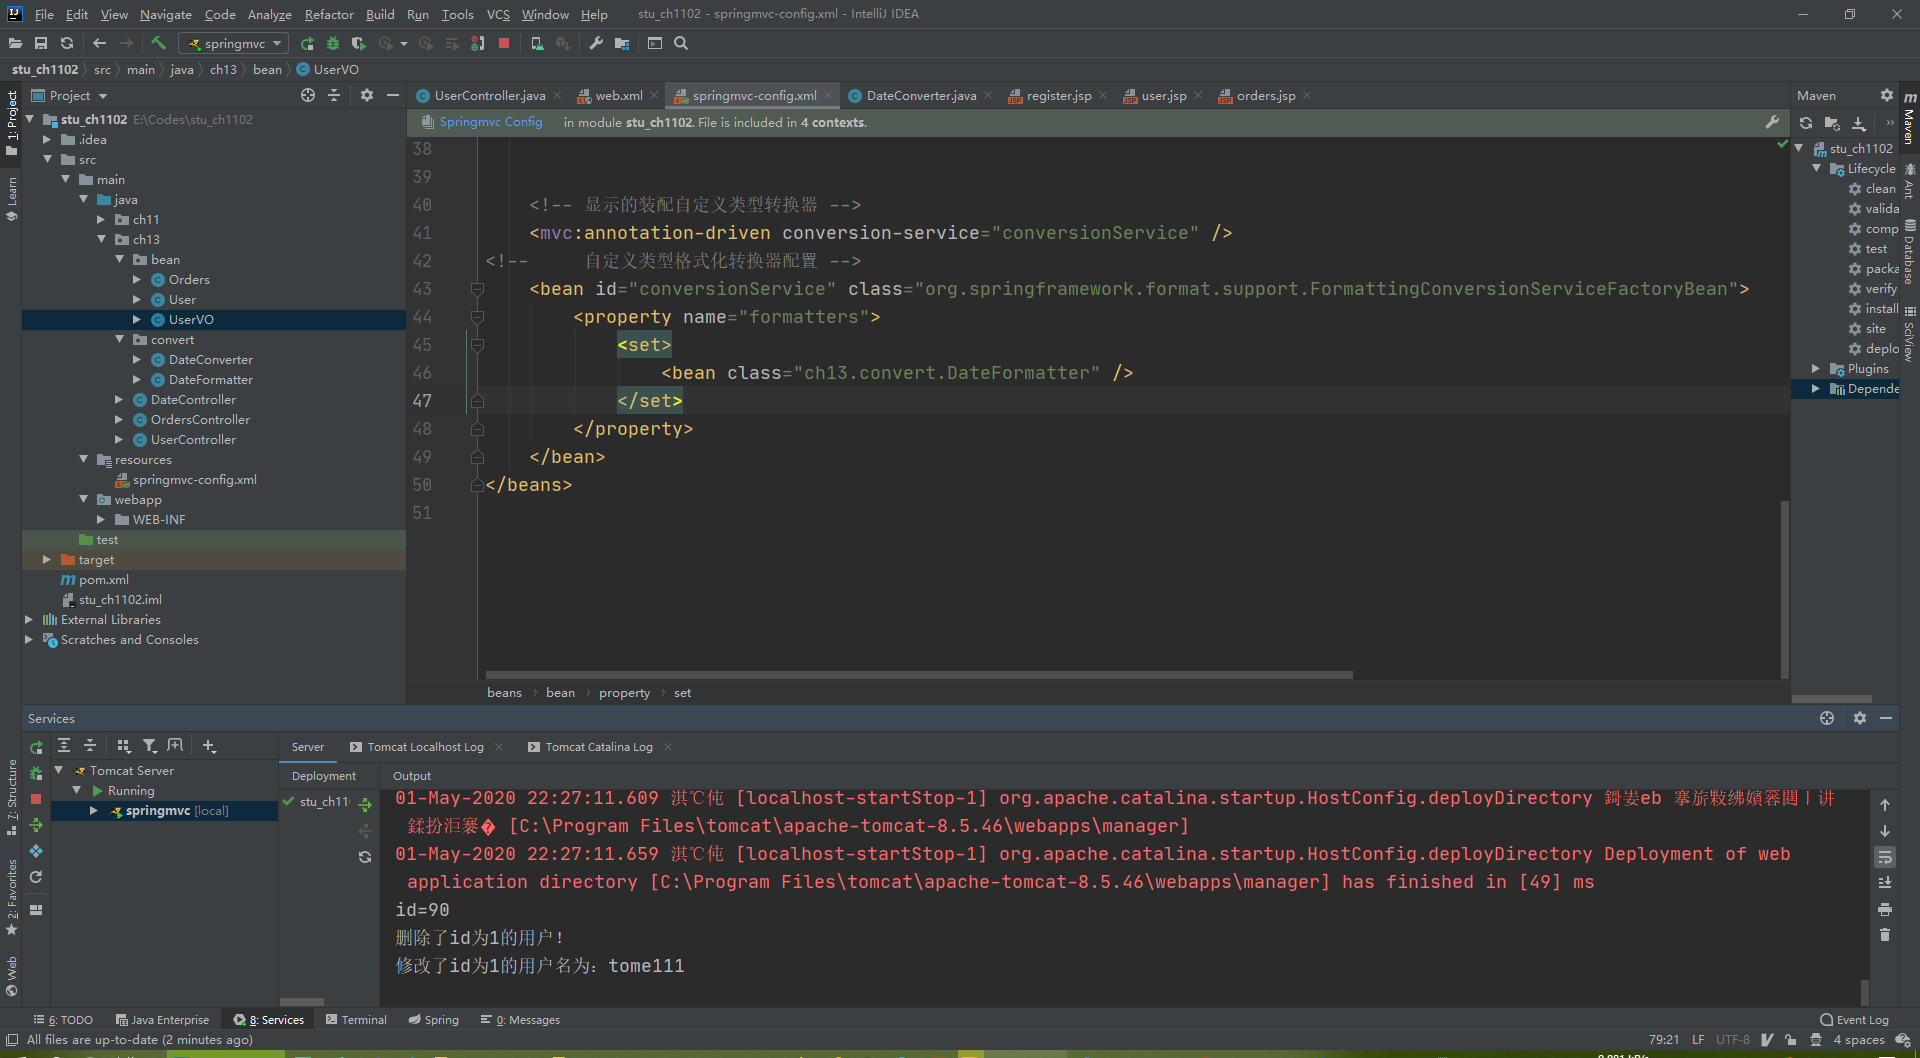 File Edit View Navigate Code Analyze Refactor Build Run Tools VCS Window Help stu_ch1102 - springmvc-config.xml - IntelliJ IDEA
springmvc
stu_ch1102 src main java ch13 bean UserVO
Project
UserController.java web.xml springmvc-config.xml DateConverter.java register.jsp user.jsp orders.jsp
Maven
Springmvc Config in module stu_ch1102. File is included in 4 contexts.
1: Project
Learn
stu_ch1102 E:\Codes\stu_ch1102
.idea
src
main
java
ch11
ch13
bean
Orders
User
UserVO
convert
DateConverter
DateFormatter
DateController
OrdersController
UserController
resources
springmvc-config.xml
webapp
WEB-INF
test
target
pom.xml
stu_ch1102.iml
External Libraries
Scratches and Consoles
38
39
40 <!-- 显示的装配自定义类型转换器 -->
41 <mvc:annotation-driven conversion-service="conversionService" />
42 <!-- 自定义类型格式化转换器配置 -->
43 <bean id="conversionService" class="org.springframework.format.support.FormattingConversionServiceFactoryBean">
44 <property name="formatters">
45 <set>
46 <bean class="ch13.convert.DateFormatter" />
47 </set>
48 </property>
49 </bean>
50 </beans>
51
beans bean property set
stu_ch1102
Lifecycle
clean
valida
comp
test
packa
verify
install
site
deplo
Plugins
Depende
Maven
Ant
Database
SciView
Services
Tomcat Server
Running
springmvc [local]
Server Tomcat Localhost Log Tomcat Catalina Log
Deployment Output
stu_ch11
01-May-2020 22:27:11.609 淇℃伅 [localhost-startStop-1] org.apache.catalina.startup.HostConfig.deployDirectory
[C:\Program Files\tomcat\apache-tomcat-8.5.46\webapps\manager]
01-May-2020 22:27:11.659 淇℃伅 [localhost-startStop-1] org.apache.catalina.startup.HostConfig.deployDirectory Deployment of web
application directory [C:\Program Files\tomcat\apache-tomcat-8.5.46\webapps\manager] has finished in [49] ms
id=90
删除了id为1的用户!
修改了id为1的用户名为: tome111
7: Structure
2: Favorites
Web
6: TODO Java Enterprise 8: Services Terminal Spring 0: Messages Event Log
All files are up-to-date (2 minutes ago) 79:21 LF UTF-8 4 spaces